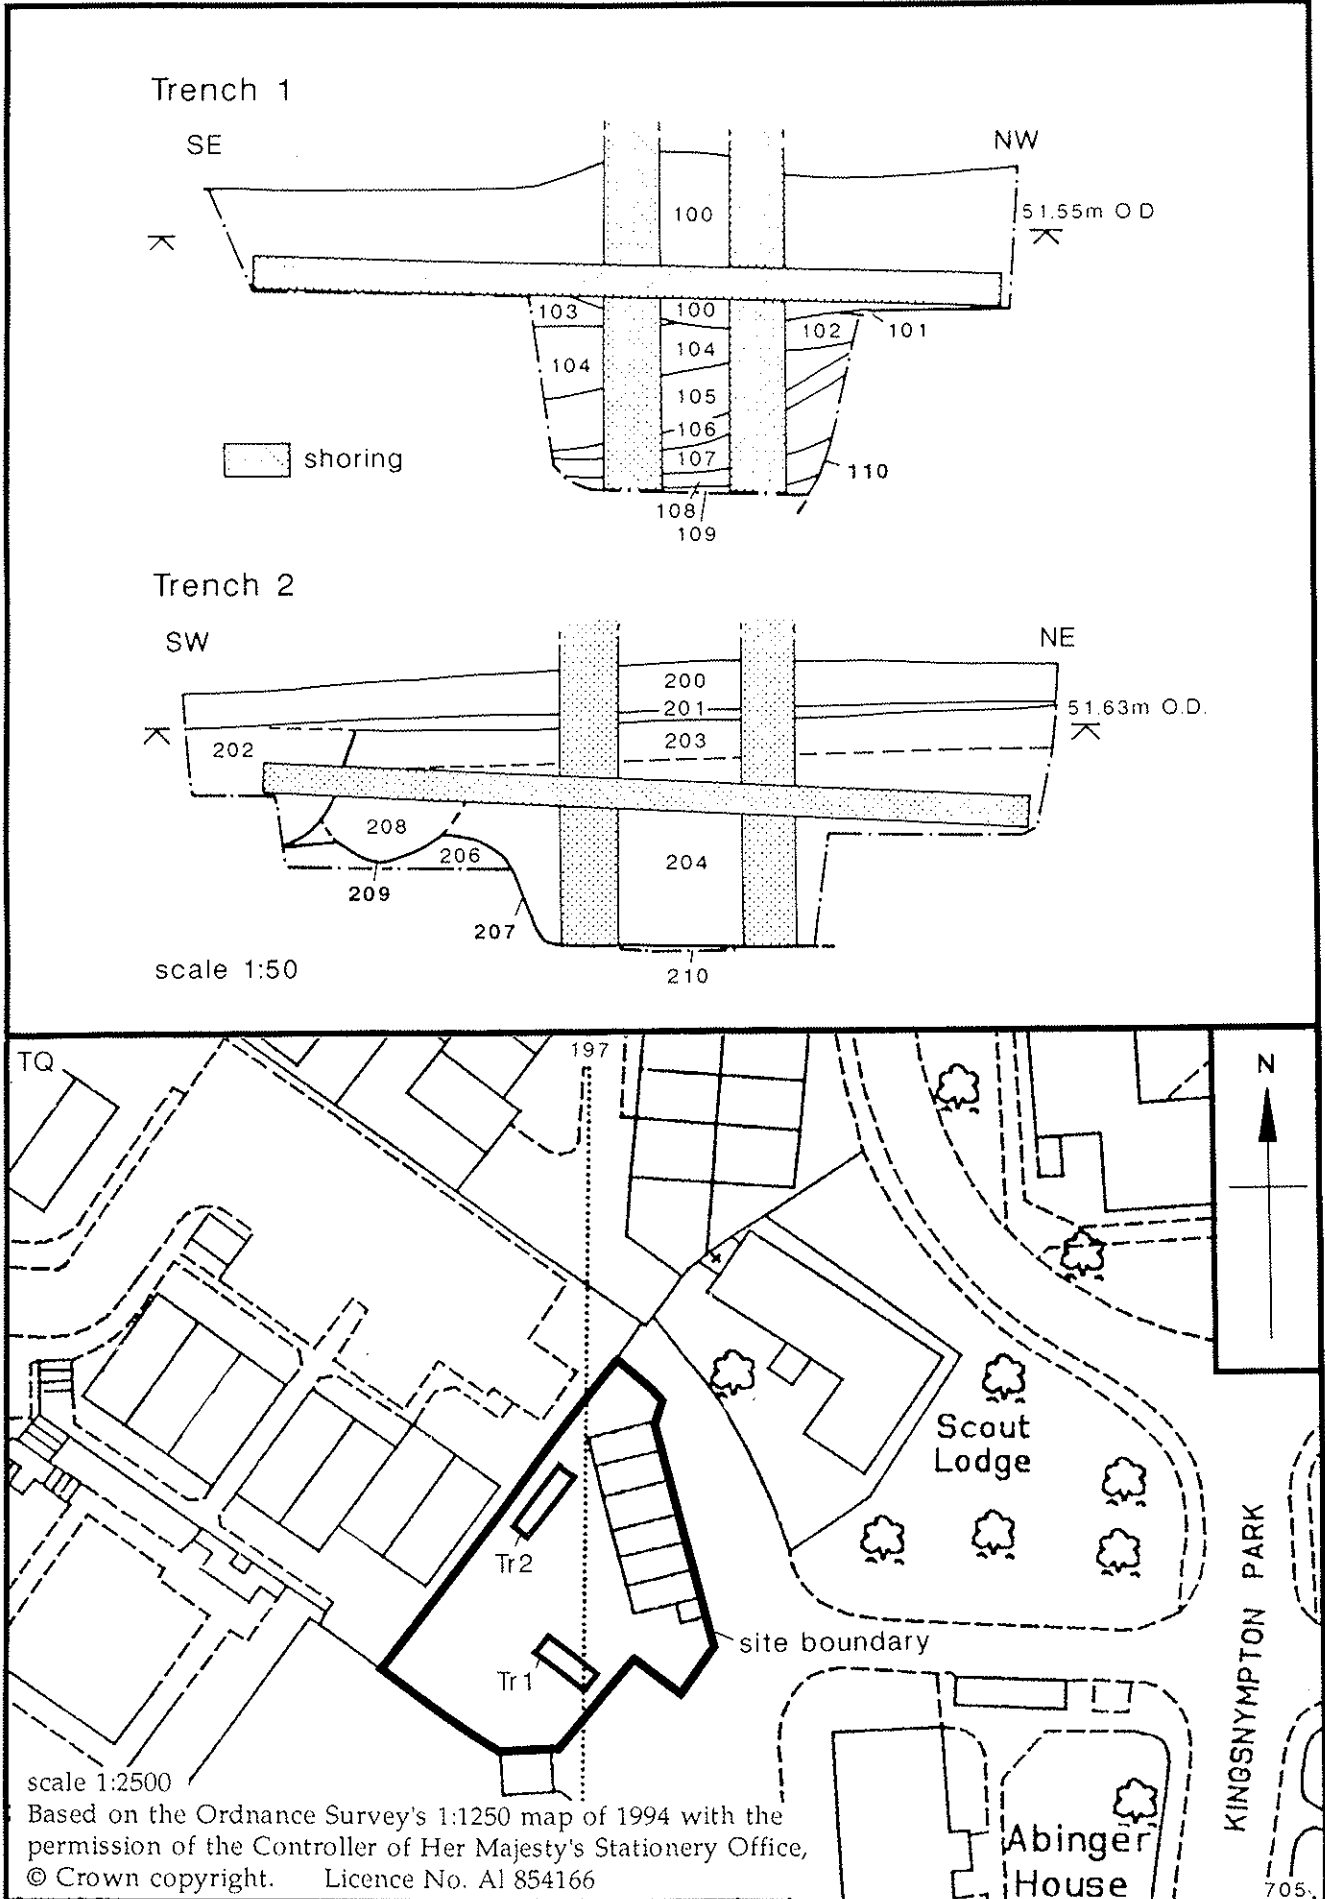 Trench 1
SE
NW
100
51.55m O D
103
100
102
101
104
104
105
106
107
110
shoring
108
109
Trench 2
SW
NE
200
201
51.63m O.D.
202
203
208
206
204
209
207
210
scale 1:50
TQ
197
N
Scout
Lodge
Tr2
site boundary
Tr1
KINGSNYMPTON PARK
scale 1:2500
Based on the Ordnance Survey's 1:1250 map of 1994 with the
permission of the Controller of Her Majesty's Stationery Office,
© Crown copyright. Licence No. Al 854166
Abinger
House
705